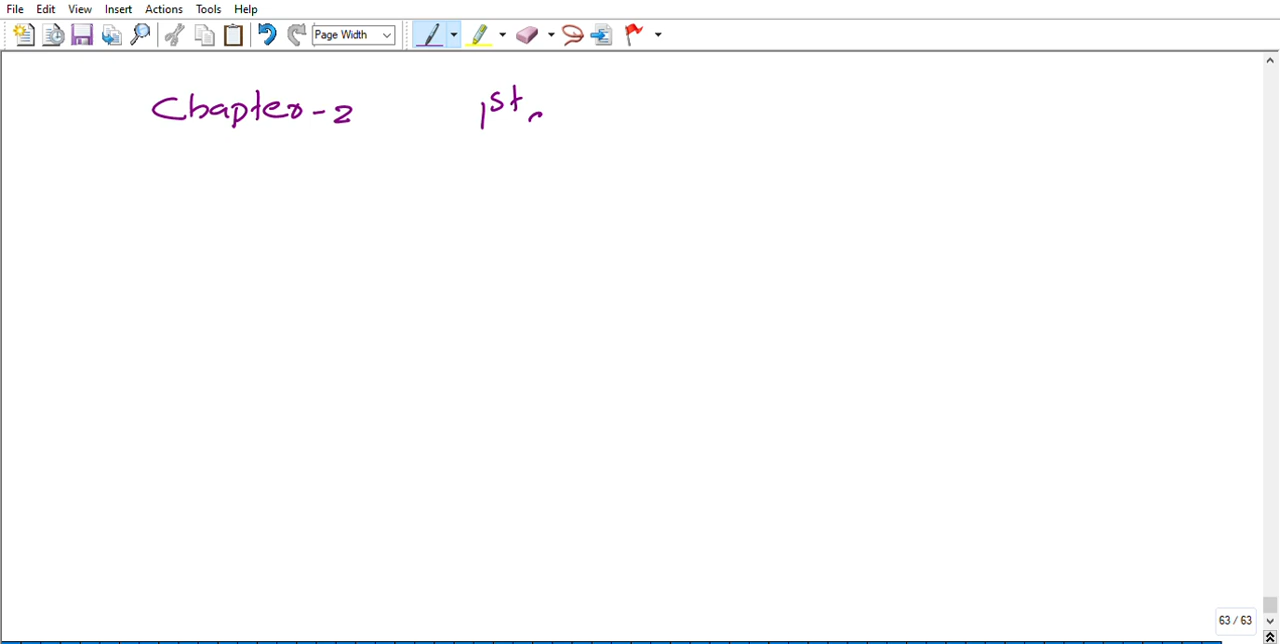 File Edit View Insert Actions Tools Help
Page Width
Chapter-2 1st
63 / 63